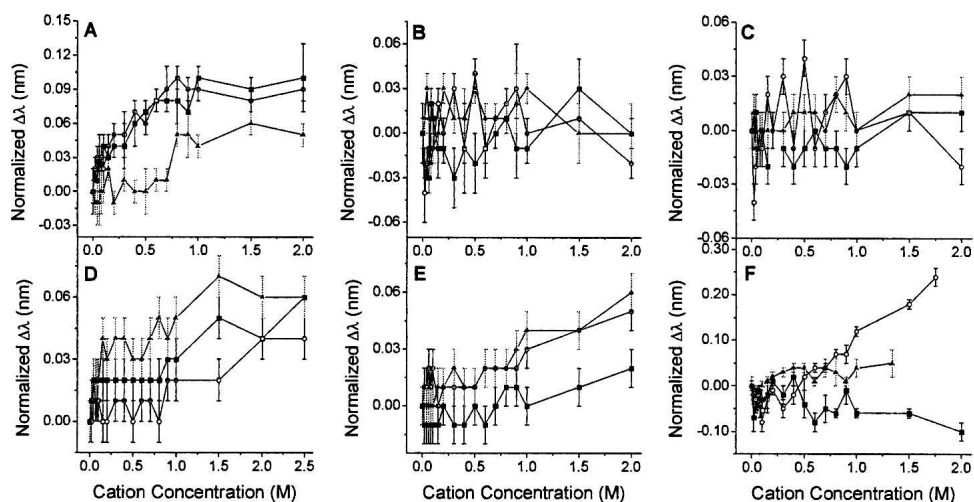 A
B
C
Normalized Δλ (nm)
0.15
0.12
0.09
0.06
0.03
0.00
-0.03
0.0 0.5 1.0 1.5 2.0
Normalized Δλ (nm)
0.06
0.03
0.00
-0.03
-0.06
0.0 0.5 1.0 1.5 2.0
Normalized Δλ (nm)
0.06
0.03
0.00
-0.03
-0.06
0.0 0.5 1.0 1.5 2.0
D
E
F
Normalized Δλ (nm)
0.06
0.03
0.00
0.0 0.5 1.0 1.5 2.0 2.5
Cation Concentration (M)
Normalized Δλ (nm)
0.06
0.03
0.00
0.0 0.5 1.0 1.5 2.0
Cation Concentration (M)
Normalized Δλ (nm)
0.30
0.20
0.10
0.00
-0.10
0.0 0.5 1.0 1.5 2.0
Cation Concentration (M)